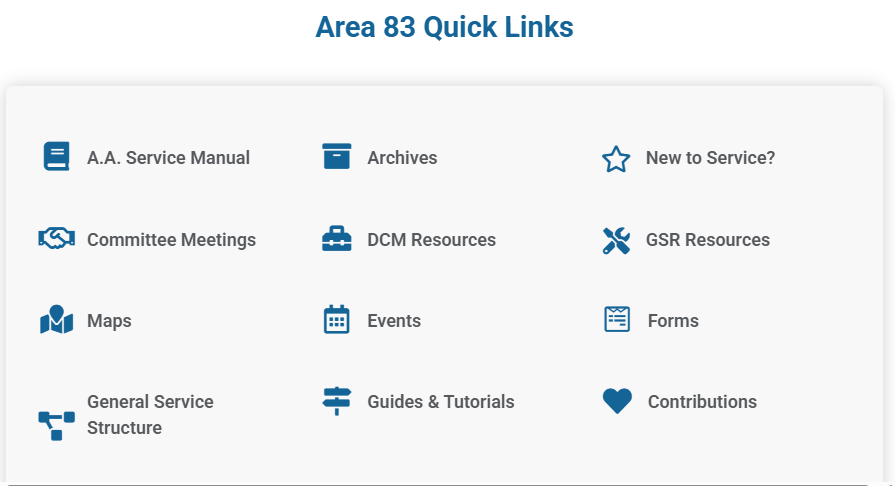 Area 83 Quick Links
A.A. Service Manual
Archives
New to Service?
Committee Meetings
DCM Resources
GSR Resources
Maps
Events
Forms
General Service
Structure
Guides & Tutorials
Contributions